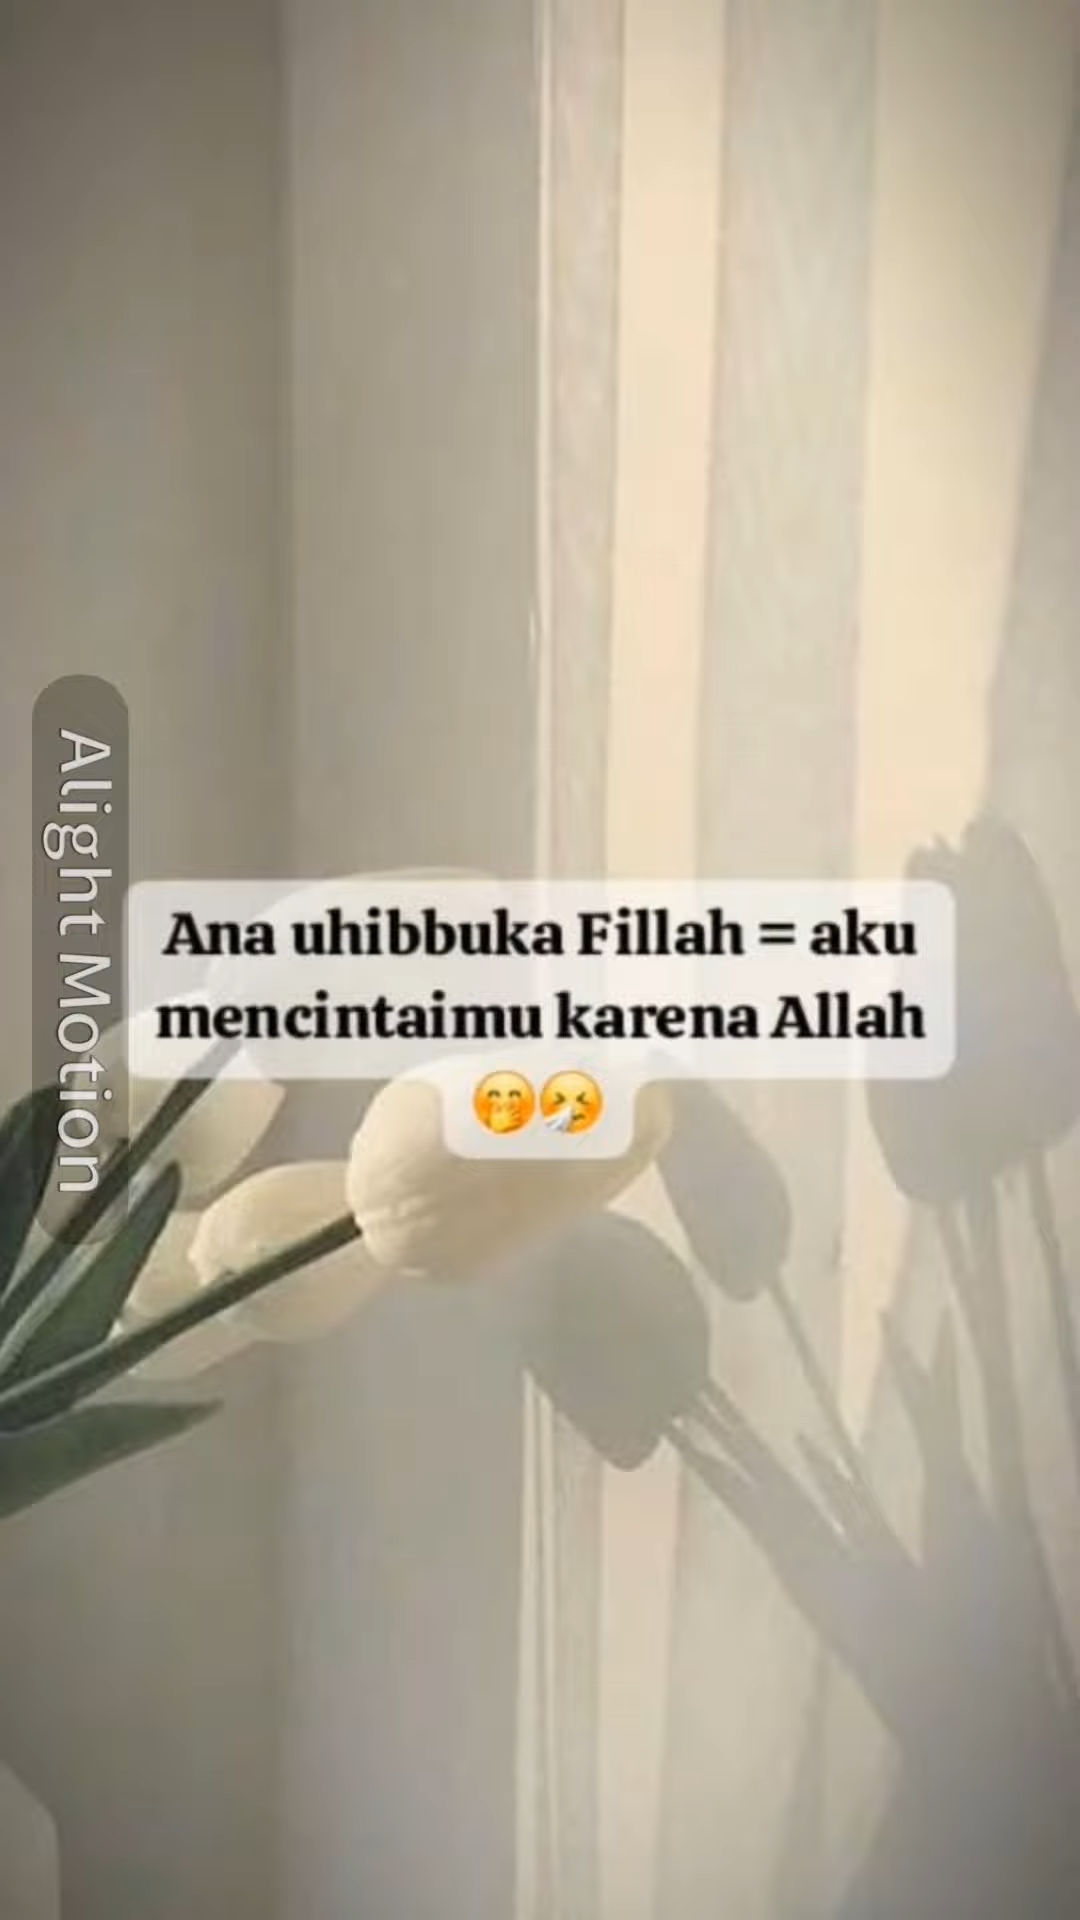 Alight Motion
Ana uhibbuka Fillah = aku
mencintaimu karena Allah
🤭🤧